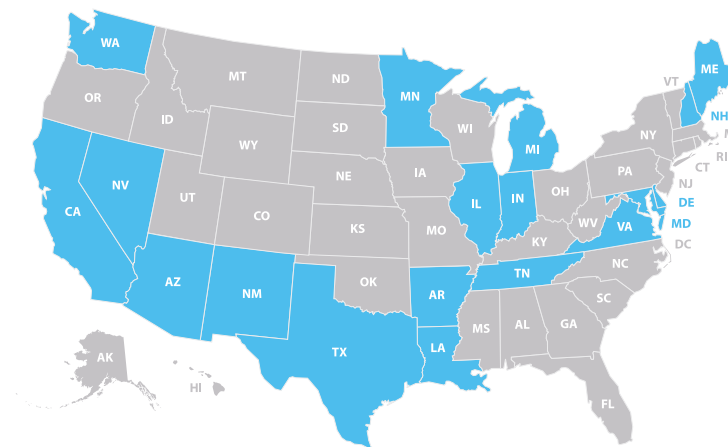 WA
ME
VT
MT
ND
MN
OR
NH
ID
SD
WI
NY
MI
WY
RI
CT
IA
PA
NE
NJ
NV
IL
IN
OH
DE
UT
CA
CO
WV
VA
MD
KS
MO
KY
DC
NC
TN
AZ
OK
NM
AR
SC
MS
AL
GA
TX
LA
AK
HI
FL